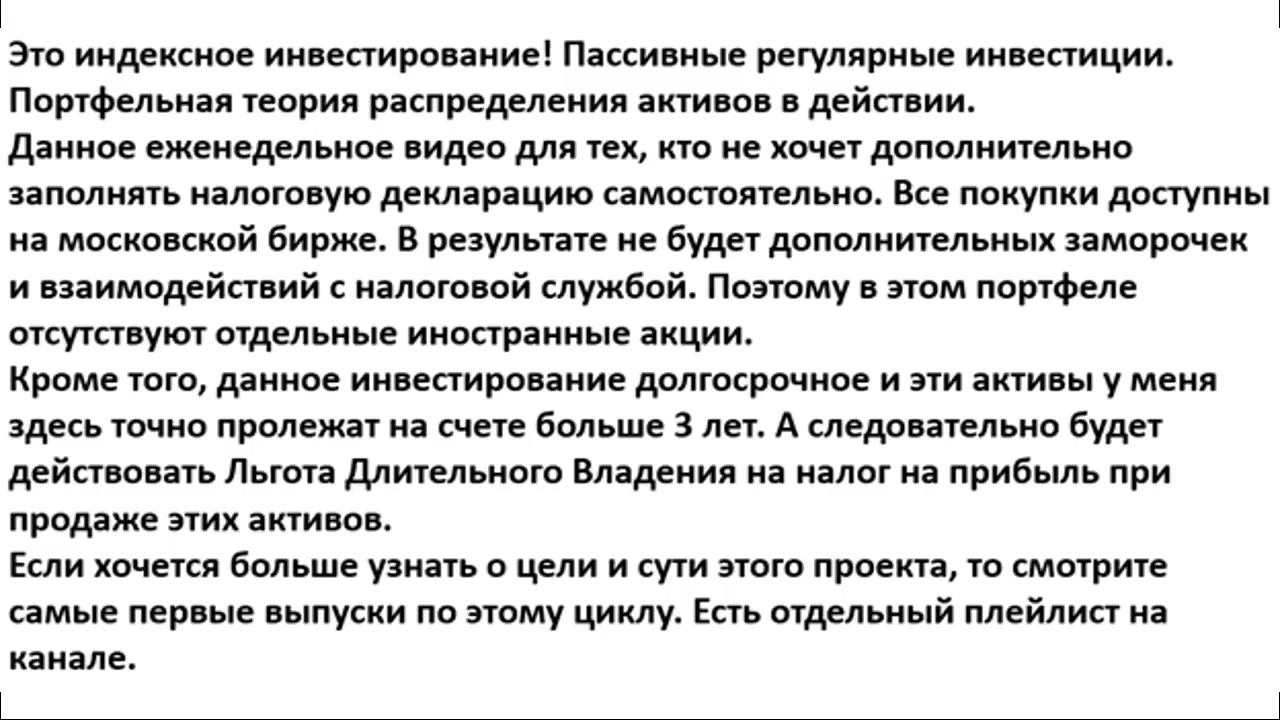 Это индексное инвестирование! Пассивные регулярные инвестиции.
Портфельная теория распределения активов в действии.
Данное еженедельное видео для тех, кто не хочет дополнительно
заполнять налоговую декларацию самостоятельно. Все покупки доступны
на московской бирже. В результате не будет дополнительных заморочек
и взаимодействий с налоговой службой. Поэтому в этом портфеле
отсутствуют отдельные иностранные акции.
Кроме того, данное инвестирование долгосрочное и эти активы у меня
здесь точно пролежат на счете больше 3 лет. А следовательно будет
действовать Льгота Длительного Владения на налог на прибыль при
продаже этих активов.
Если хочется больше узнать о цели и сути этого проекта, то смотрите
самые первые выпуски по этому циклу. Есть отдельный плейлист на
канале.